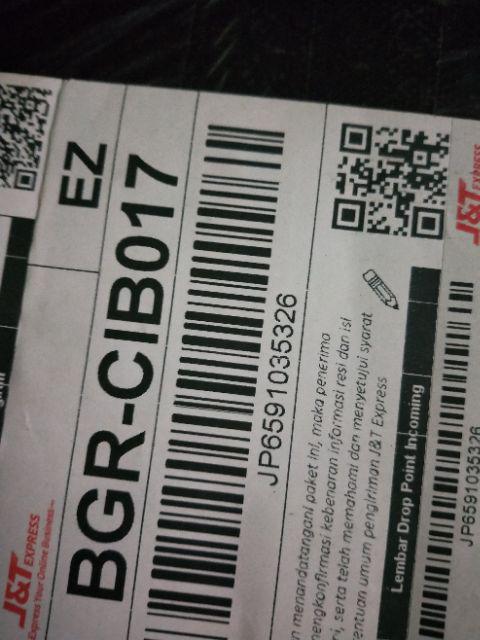 EZ
BGR-CIB017
J&T EXPRESS
Express Your Online Business
JP6591035326
menandatangani paket ini, maka penerima
mengkonfirmasi kebenaran informasi resi dan isi
serta telah memahami dan menyetujui syarat
ketentuan umum pengiriman J&T Express
Lembar Drop Point Incoming
J&T EXPRESS
JP6591035326